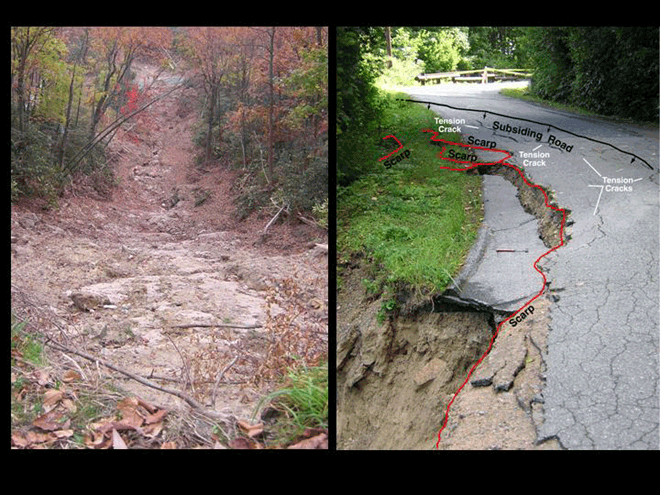 Tension
Crack
Subsiding Road
Scarp
Scarp
Scarp
Tension
Crack
Tension
Cracks
Scarp